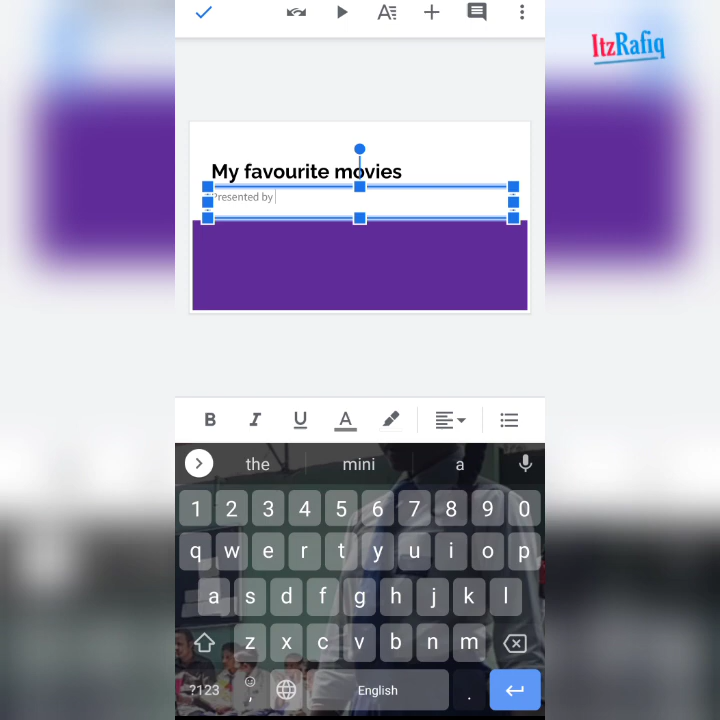 ItzRafiq
My favourite movies
Presented by
B I U A
the mini a
1 2 3 4 5 6 7 8 9 0
q w e r t y u i o p
a s d f g h j k l
z x c v b n m
?123 , English .